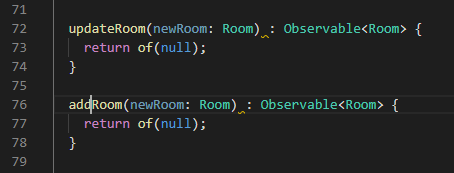 71
72 updateRoom(newRoom: Room) : Observable<Room> {
73 return of(null);
74 }
75
76 addRoom(newRoom: Room) : Observable<Room> {
77 return of(null);
78 }
79